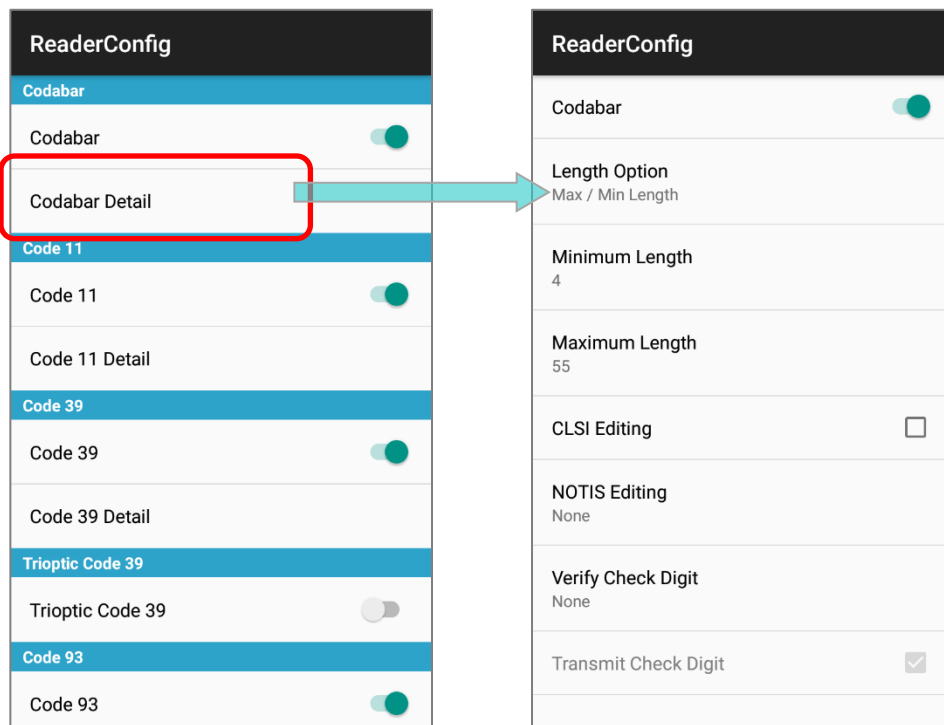 ReaderConfig
Codabar
Codabar
Codabar Detail
Code 11
Code 11
Code 11 Detail
Code 39
Code 39
Code 39 Detail
Trioptic Code 39
Trioptic Code 39
Code 93
Code 93
ReaderConfig
Codabar
Length Option
Max / Min Length
Minimum Length
4
Maximum Length
55
CLSI Editing
NOTIS Editing
None
Verify Check Digit
None
Transmit Check Digit